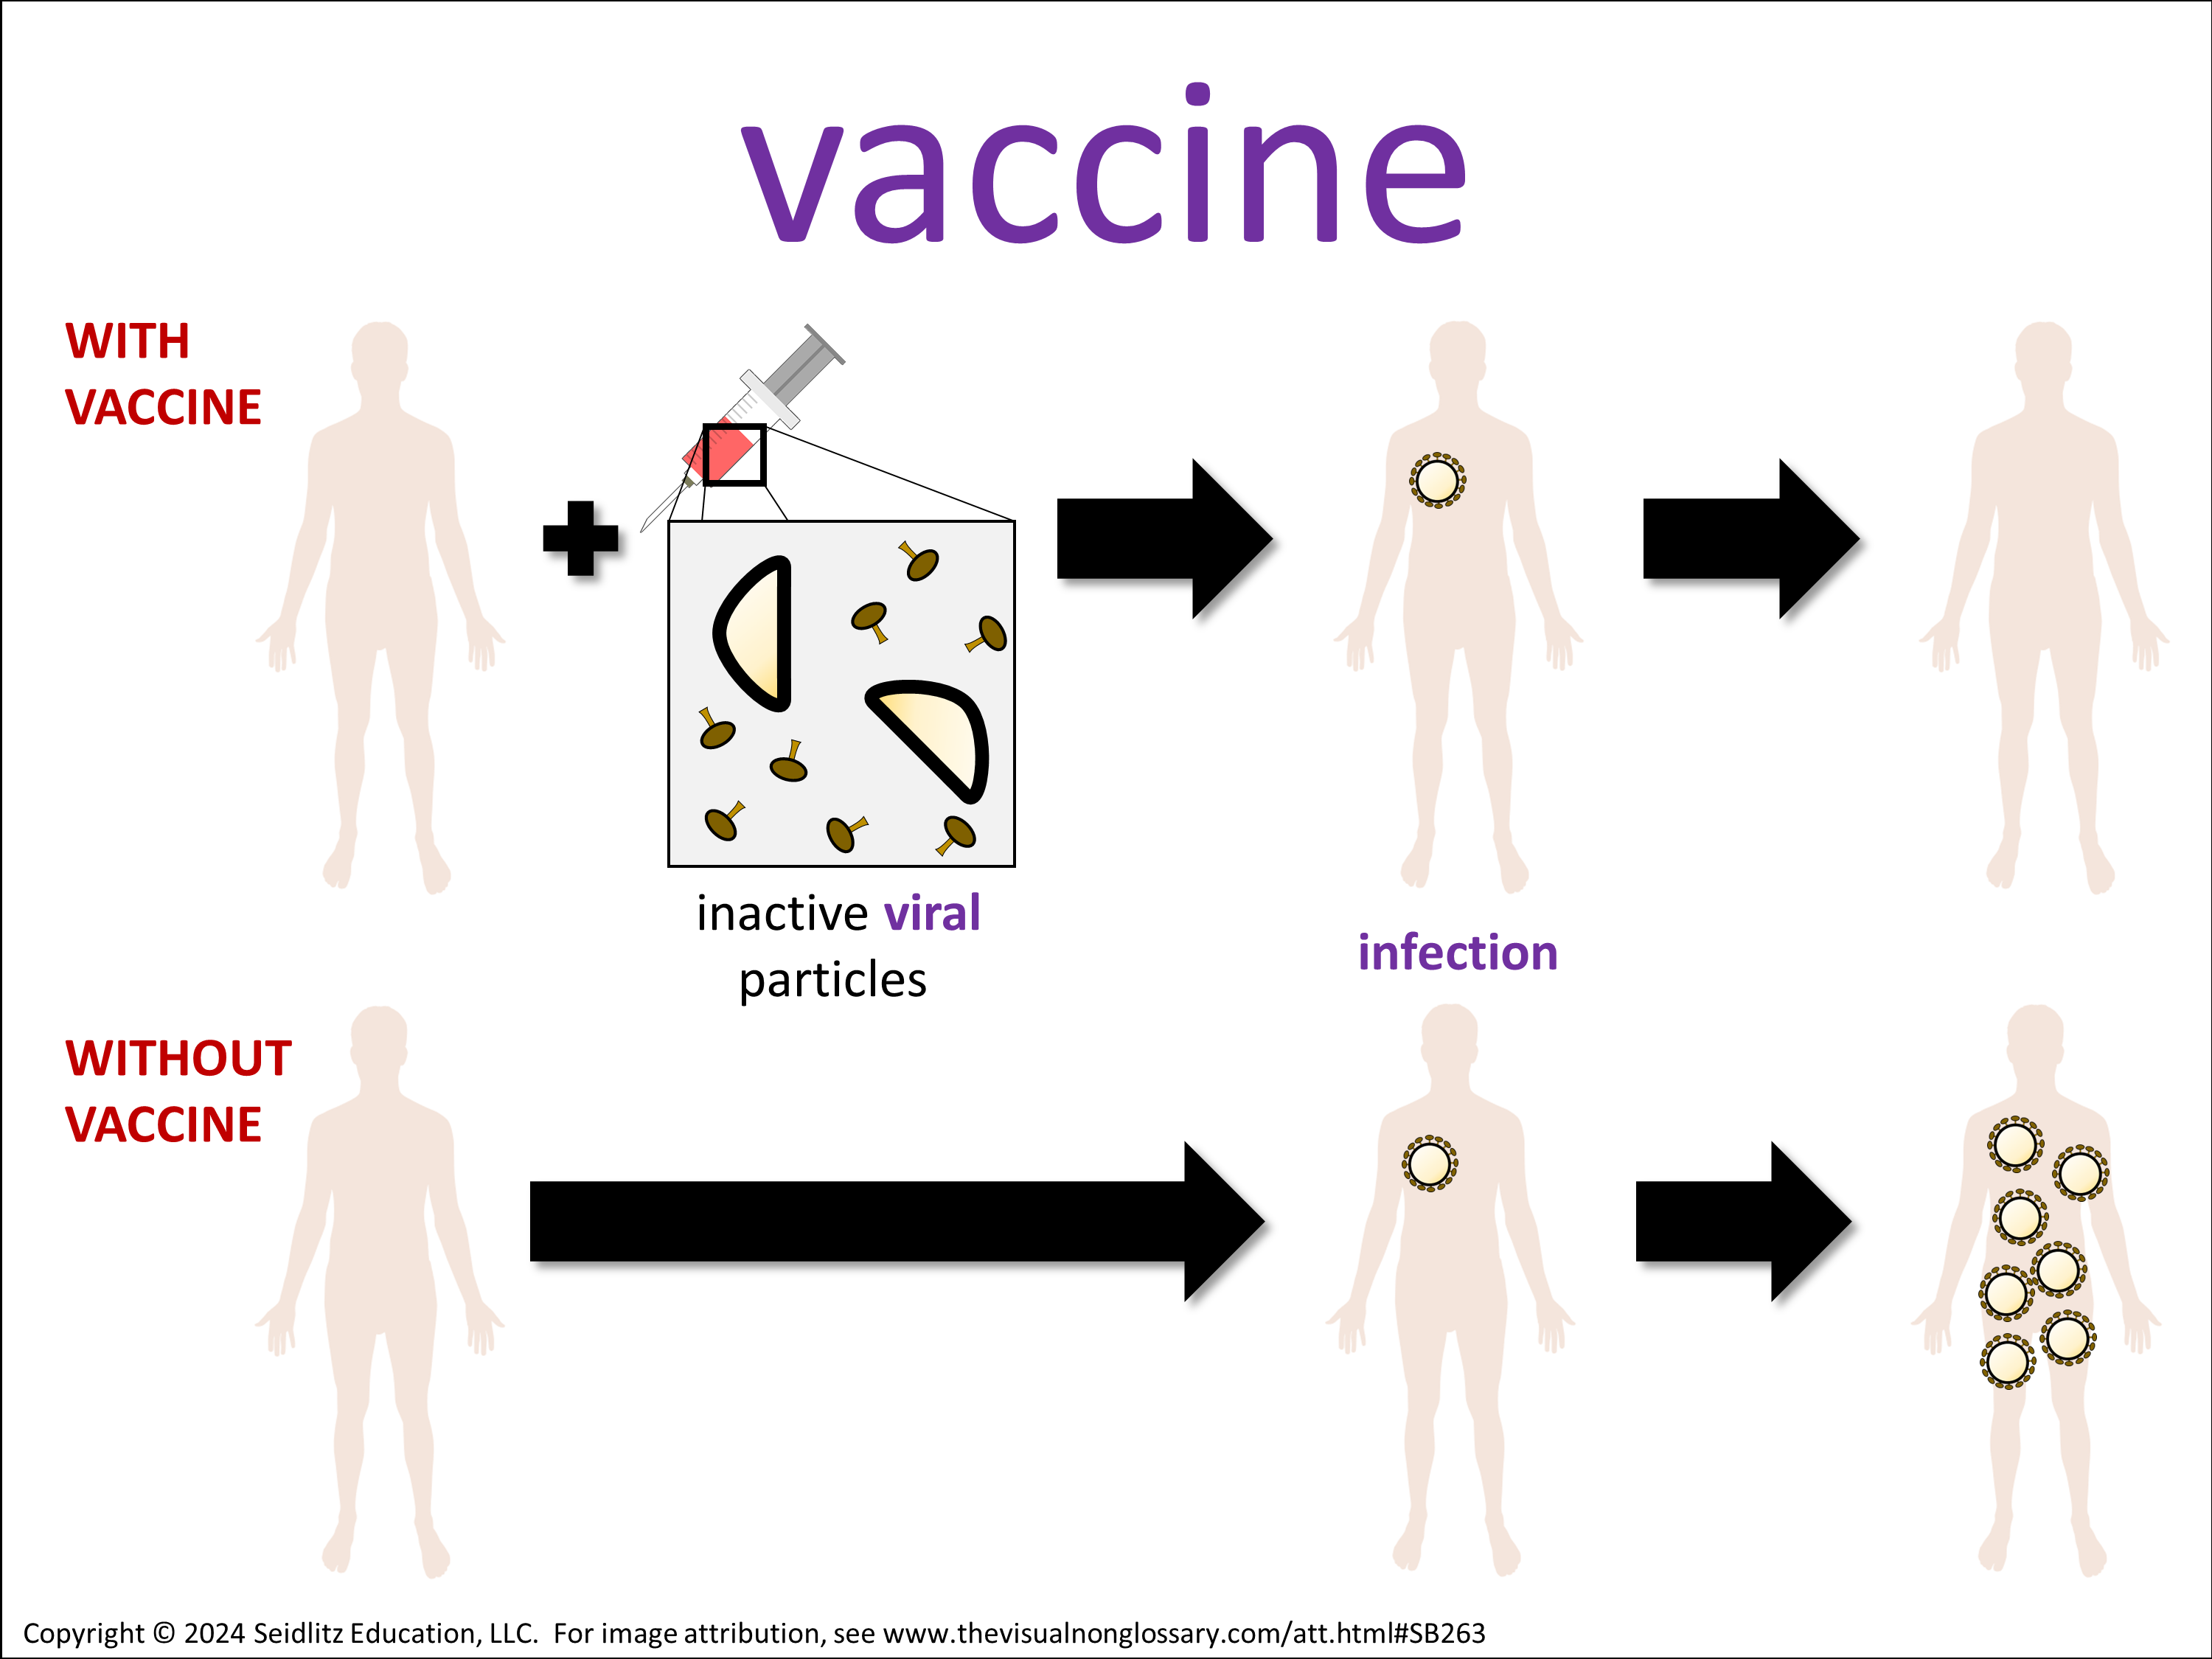 vaccine
WITH
VACCINE
inactive viral
particles
infection
WITHOUT
VACCINE
Copyright © 2024 Seidlitz Education, LLC.  For image attribution, see www.thevisualnonglossary.com/att.html#SB263